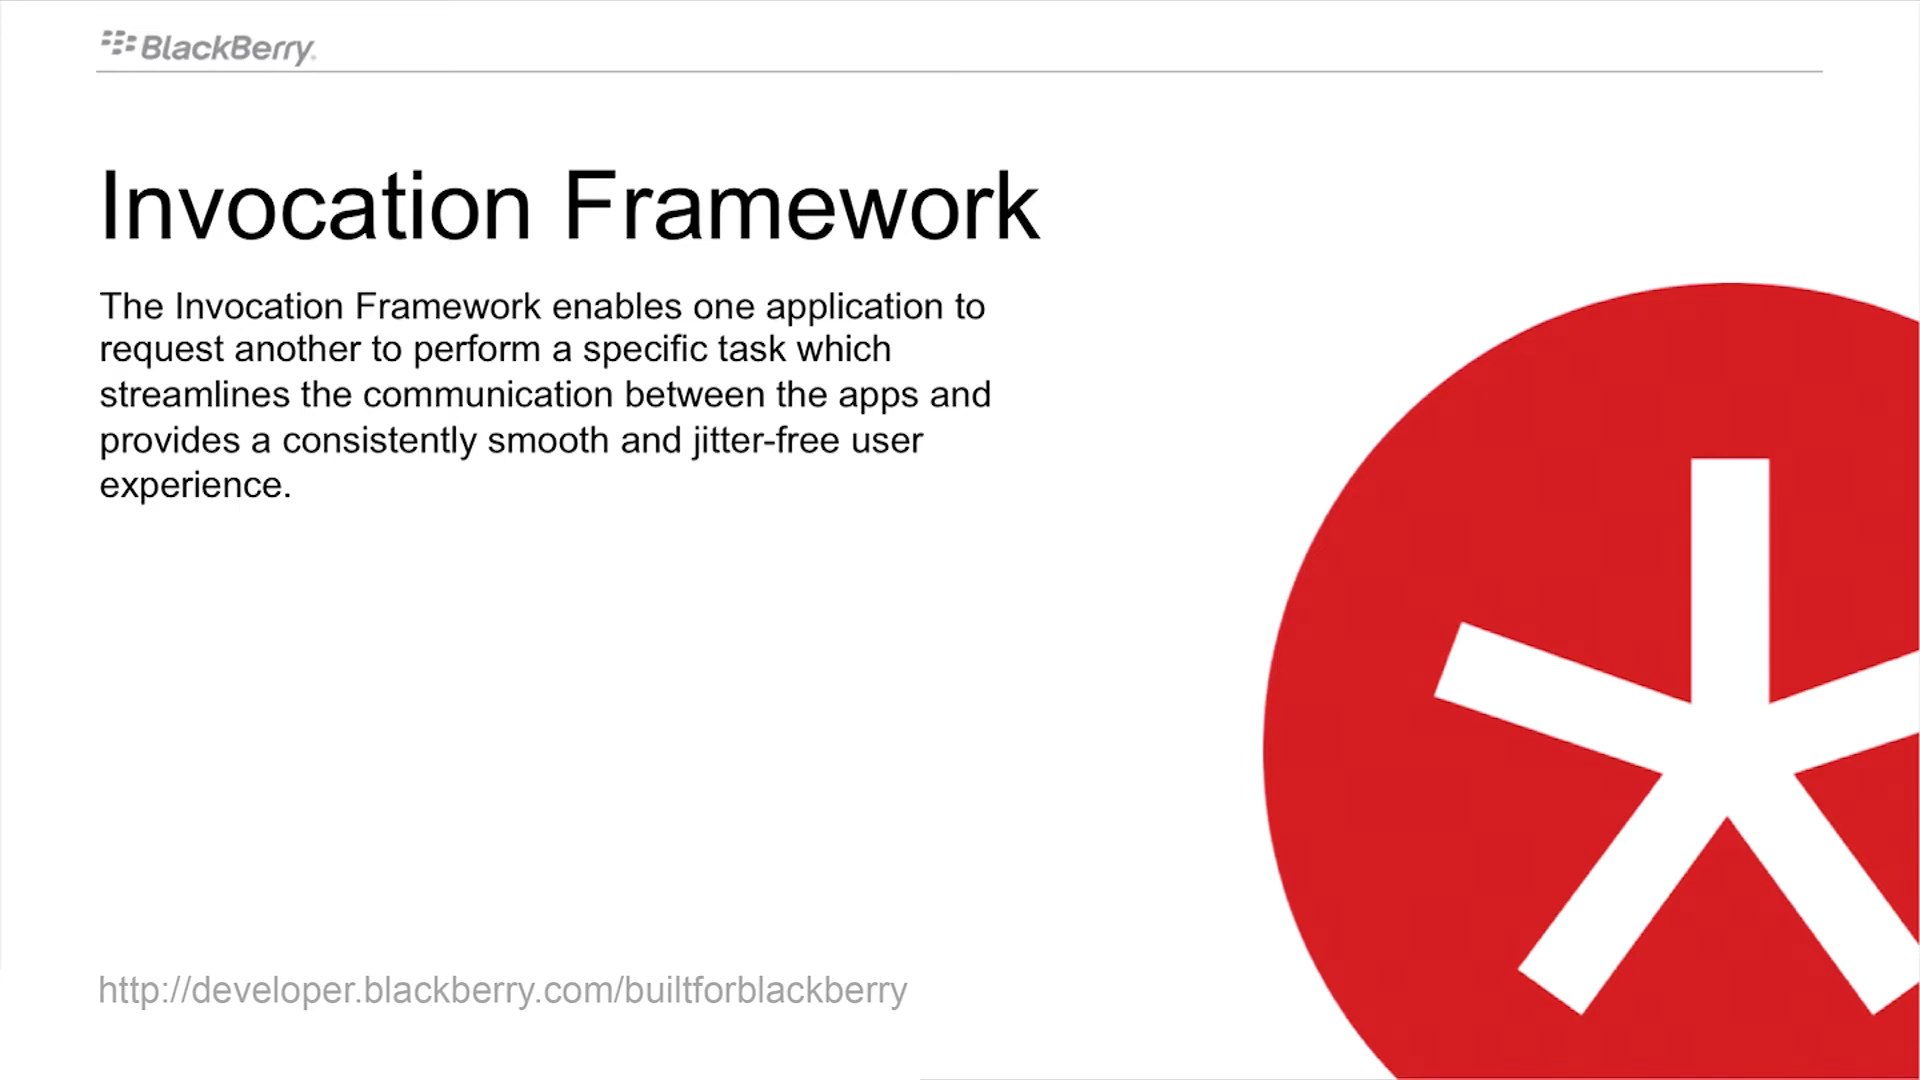 BlackBerry
Invocation Framework
The Invocation Framework enables one application to
request another to perform a specific task which
streamlines the communication between the apps and
provides a consistently smooth and jitter-free user
experience.
http://developer.blackberry.com/builtforblackberry